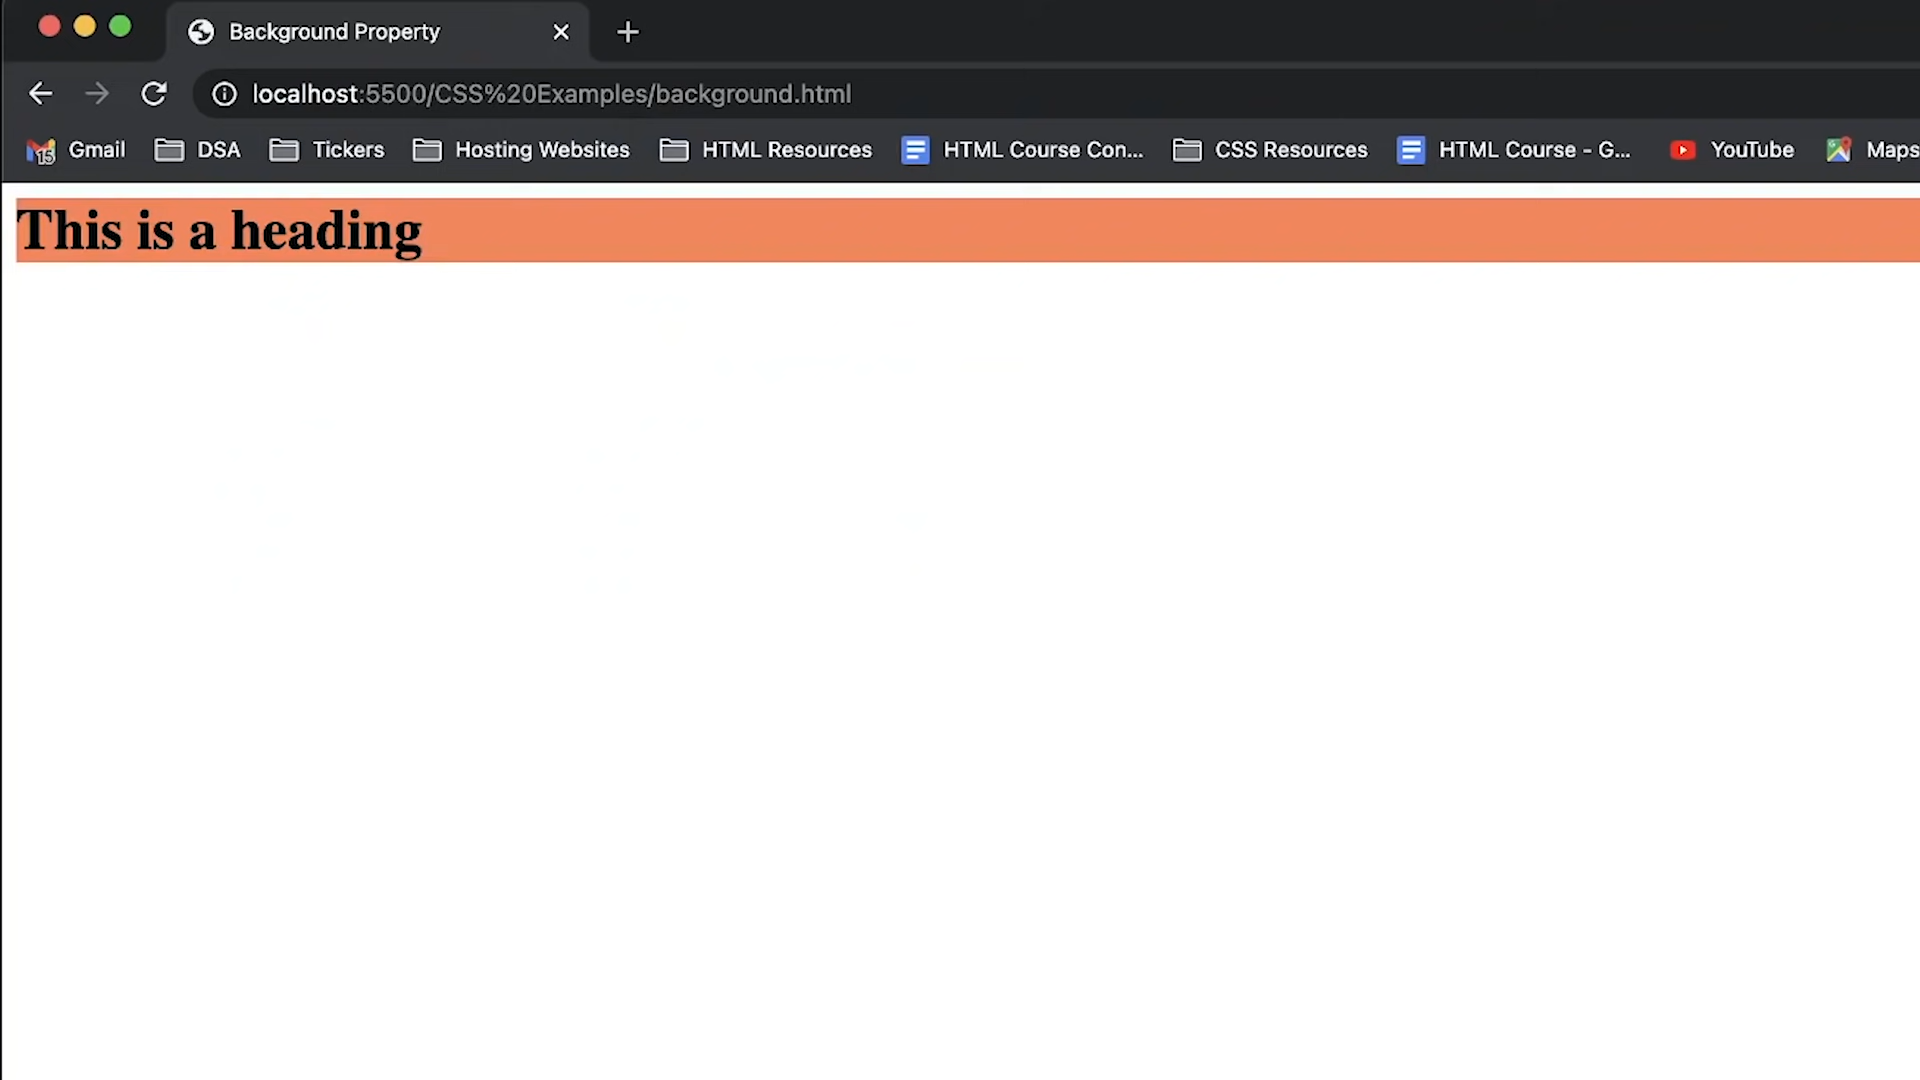 Background Property
localhost:5500/CSS%20Examples/background.html
15 Gmail DSA Tickers Hosting Websites HTML Resources HTML Course Con... CSS Resources HTML Course - G... YouTube Maps
This is a heading